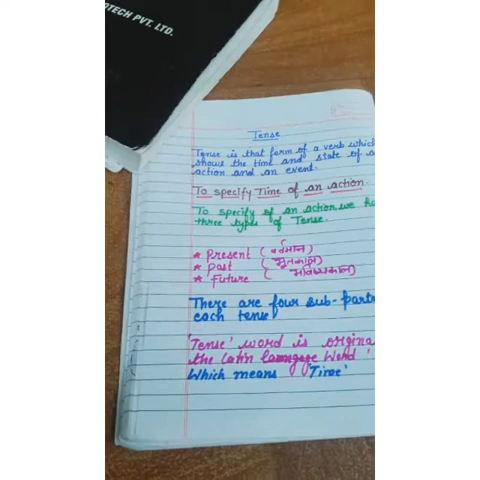 OTECH PVT. LTD.
Tense
Tense is that form of a verb which
shows the time and state of a
action and an event.
To specify Time of an action.
To specify of an action we ha
three types of Tense.
* Present (वर्तमान)
* Past (भूतकाल)
* Future (भविष्यकाल)
There are four sub-parts
each tense
'Tense' word is origina
the Latin Word '
Which means 'Time'